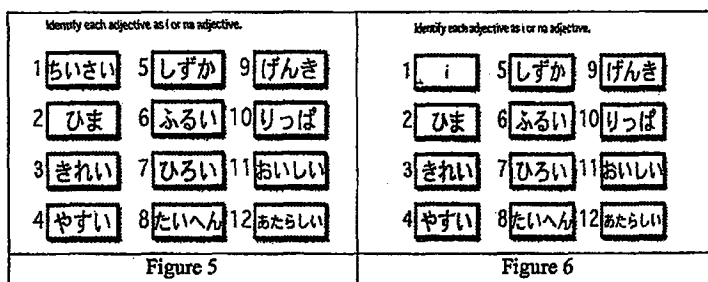 Identify each adjective as i or na adjective.
1 ちいさい 5 しずか 9 げんき
2 ひま 6 ふるい 10 りっぱ
3 きれい 7 ひろい 11 おいしい
4 やすい 8 たいへん 12 あたらしい
Figure 5
Identify each adjective as i or na adjective.
1 i 5 しずか 9 げんき
2 ひま 6 ふるい 10 りっぱ
3 きれい 7 ひろい 11 おいしい
4 やすい 8 たいへん 12 あたらしい
Figure 6